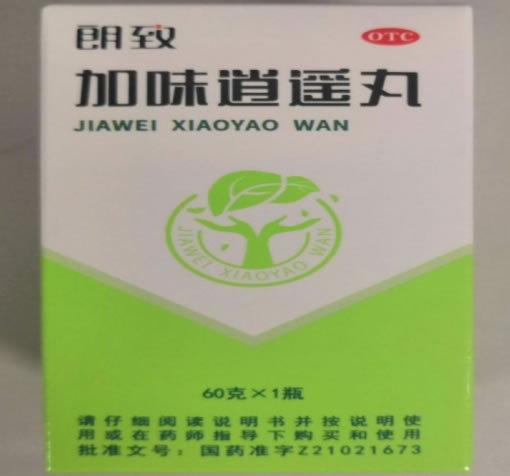 朗致
OTC
加味逍遥丸
JIAWEI XIAOYAO WAN
JIAWEI XIAOYAO WAN
60克×1瓶
请仔细阅读说明书并按说明使
用或在药师指导下购买和使用
批准文号：国药准字Z21021673